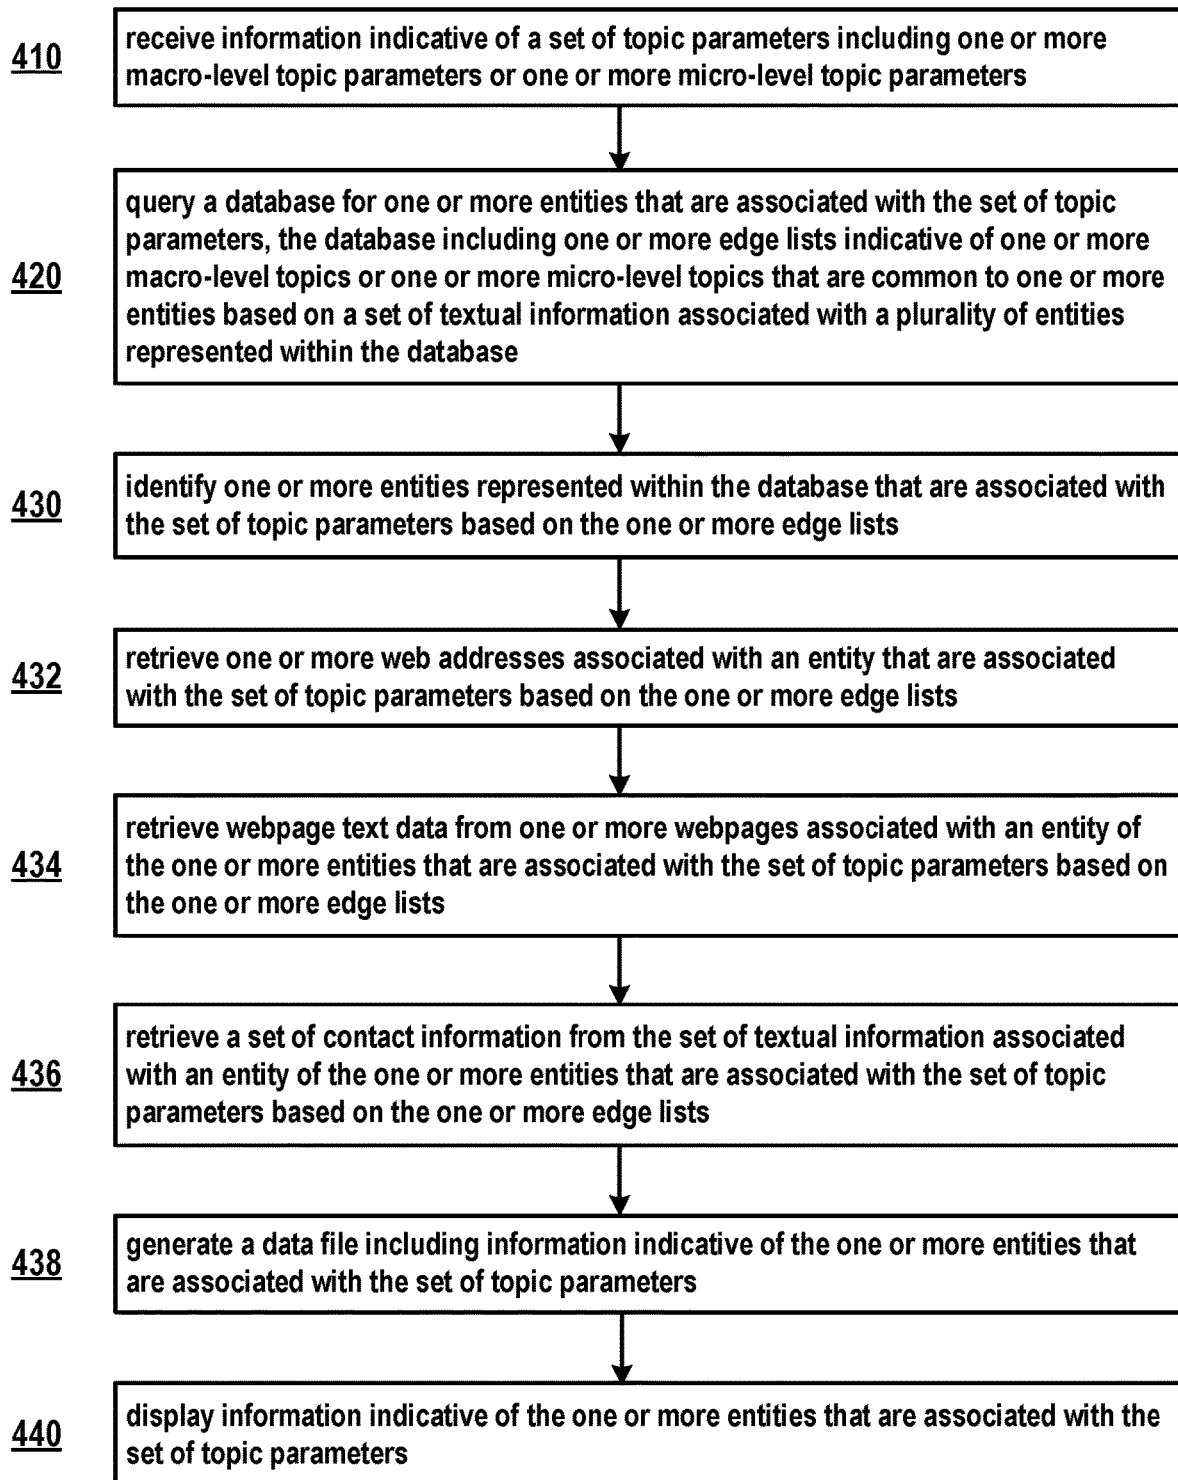 410
receive information indicative of a set of topic parameters including one or more
macro-level topic parameters or one or more micro-level topic parameters
420
query a database for one or more entities that are associated with the set of topic
parameters, the database including one or more edge lists indicative of one or more
macro-level topics or one or more micro-level topics that are common to one or more
entities based on a set of textual information associated with a plurality of entities
represented within the database
430
identify one or more entities represented within the database that are associated with
the set of topic parameters based on the one or more edge lists
432
retrieve one or more web addresses associated with an entity that are associated
with the set of topic parameters based on the one or more edge lists
434
retrieve webpage text data from one or more webpages associated with an entity of
the one or more entities that are associated with the set of topic parameters based on
the one or more edge lists
436
retrieve a set of contact information from the set of textual information associated
with an entity of the one or more entities that are associated with the set of topic
parameters based on the one or more edge lists
438
generate a data file including information indicative of the one or more entities that
are associated with the set of topic parameters
440
display information indicative of the one or more entities that are associated with the
set of topic parameters